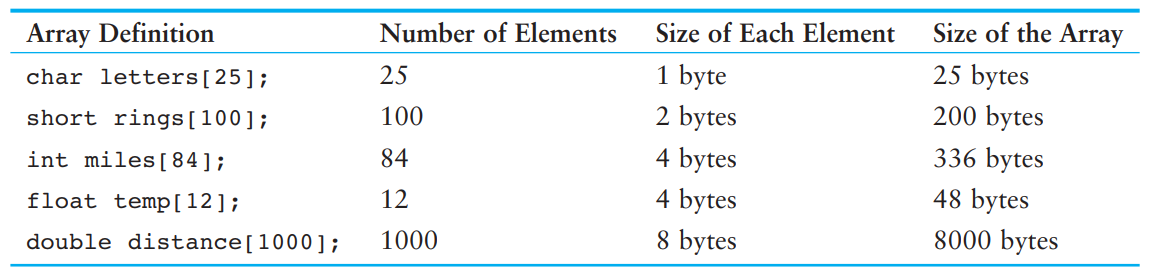 Array Definition Number of Elements Size of Each Element Size of the Array
char letters[25]; 25 1 byte 25 bytes
short rings[100]; 100 2 bytes 200 bytes
int miles[84]; 84 4 bytes 336 bytes
float temp[12]; 12 4 bytes 48 bytes
double distance[1000]; 1000 8 bytes 8000 bytes